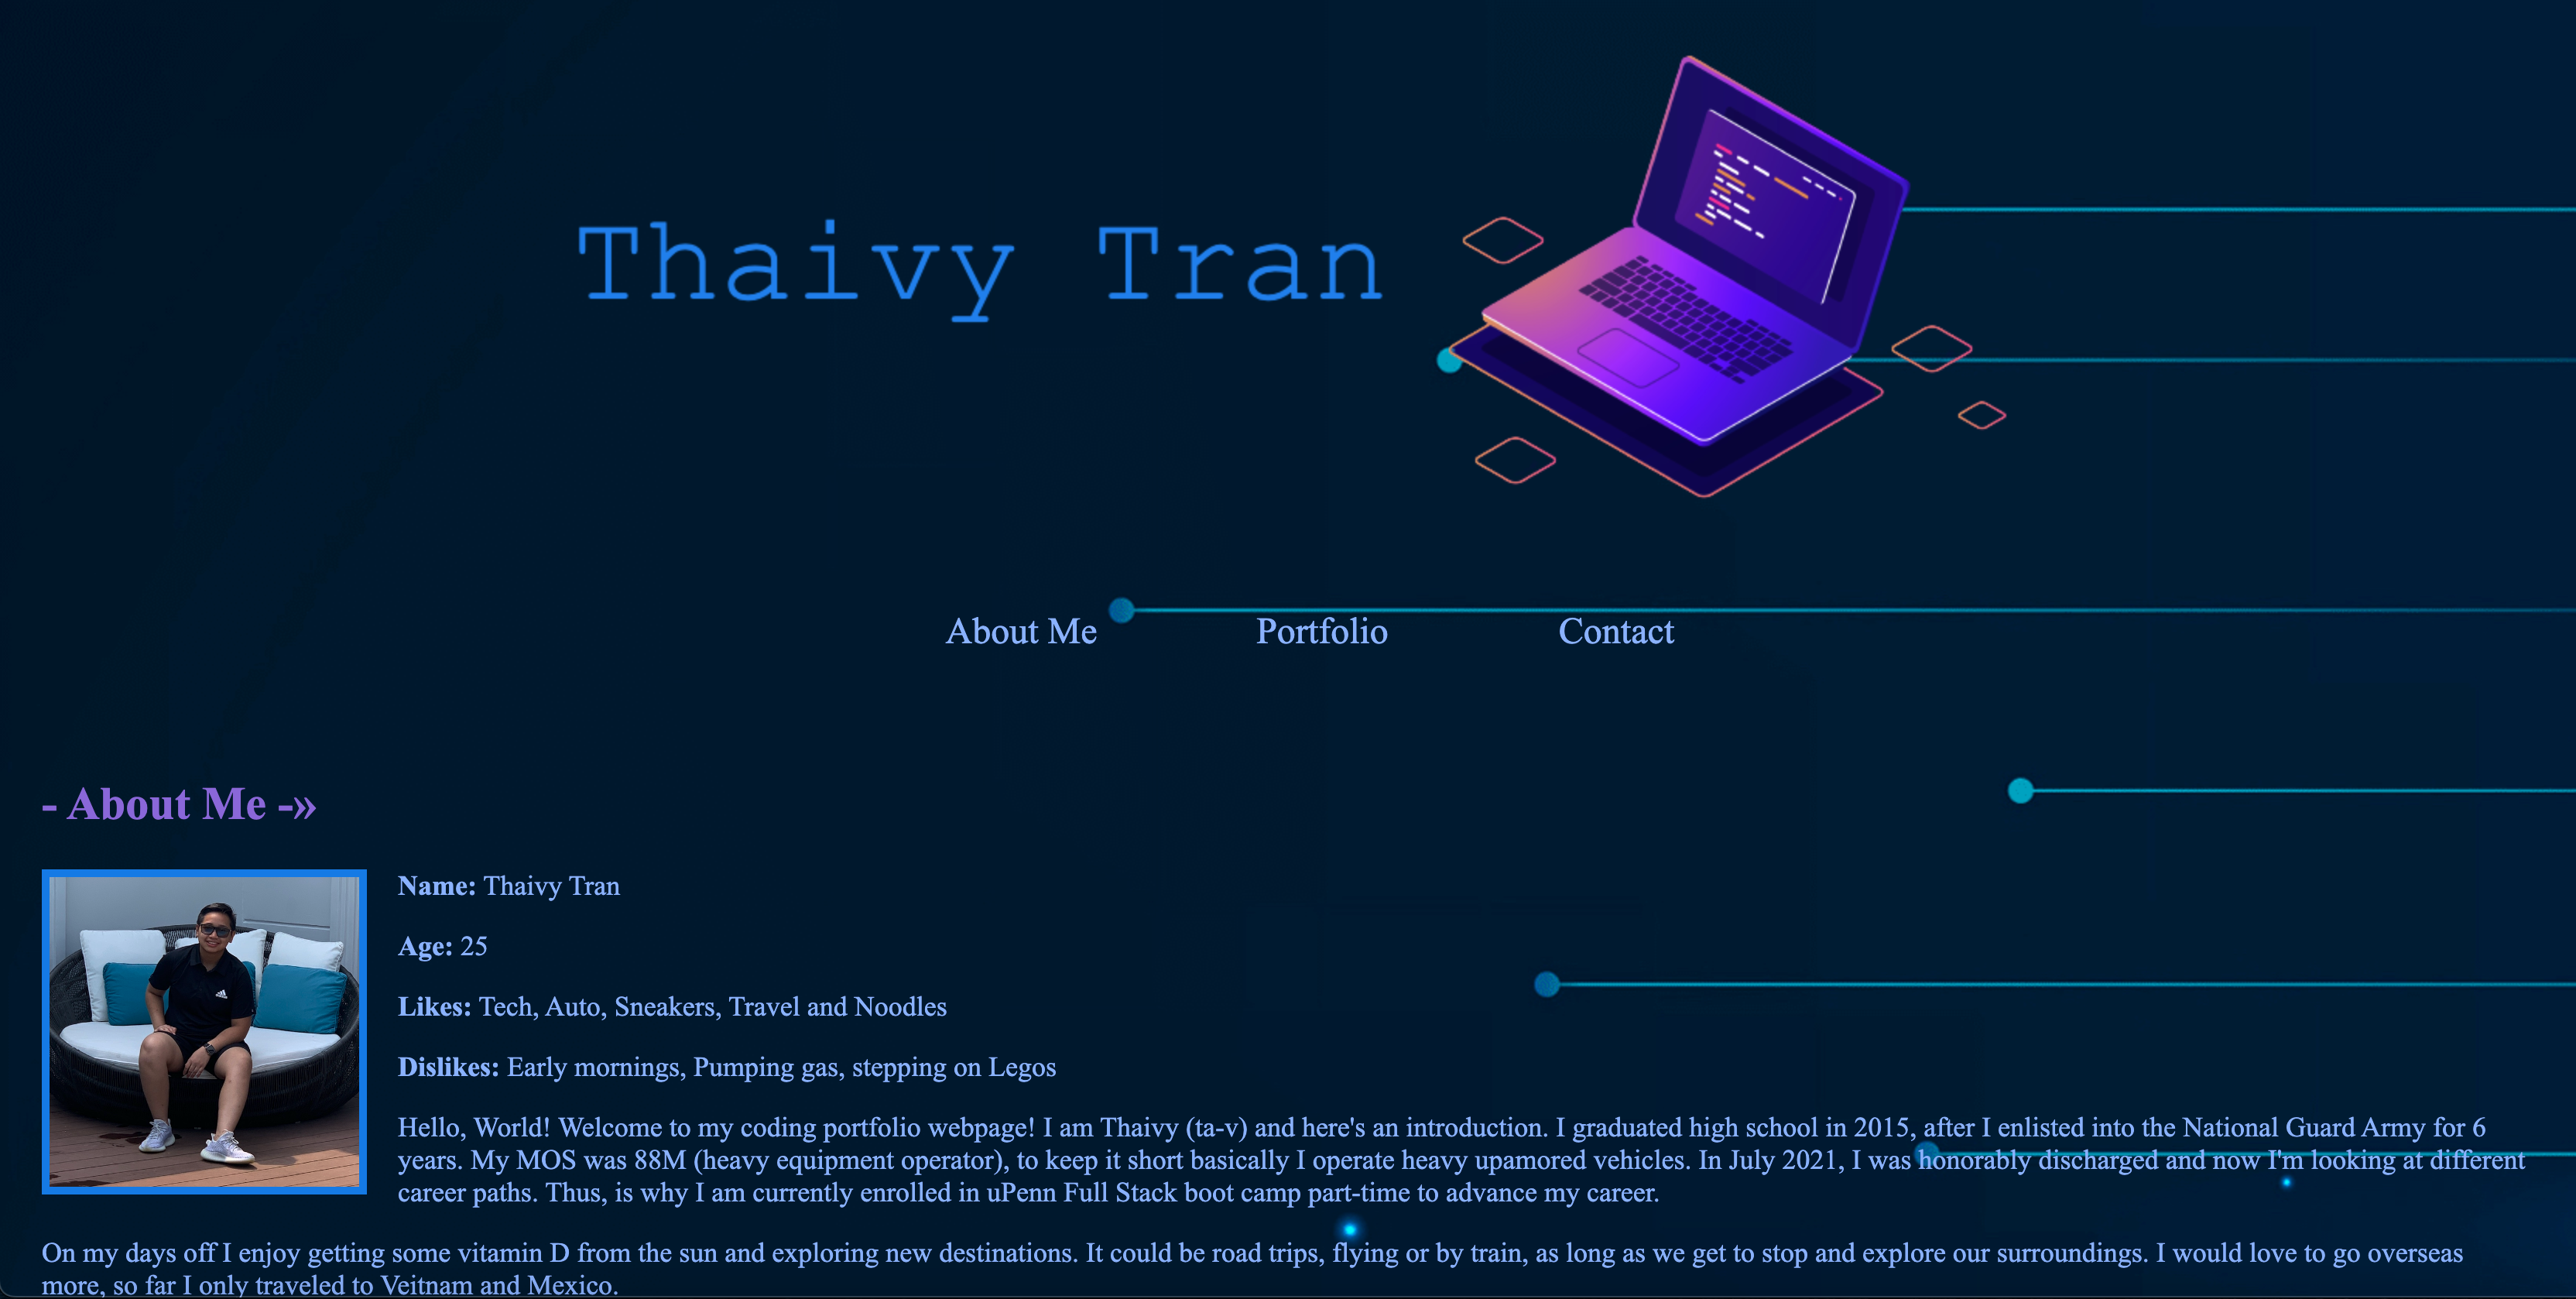 Thaivy Tran
About Me Portfolio Contact
- About Me -»
Name: Thaivy Tran
Age: 25
Likes: Tech, Auto, Sneakers, Travel and Noodles
Dislikes: Early mornings, Pumping gas, stepping on Legos
Hello, World! Welcome to my coding portfolio webpage! I am Thaivy (ta-v) and here's an introduction. I graduated high school in 2015, after I enlisted into the National Guard Army for 6
years. My MOS was 88M (heavy equipment operator), to keep it short basically I operate heavy upamored vehicles. In July 2021, I was honorably discharged and now I'm looking at different
career paths. Thus, is why I am currently enrolled in uPenn Full Stack boot camp part-time to advance my career.
On my days off I enjoy getting some vitamin D from the sun and exploring new destinations. It could be road trips, flying or by train, as long as we get to stop and explore our surroundings. I would love to go overseas
more, so far I only traveled to Veitnam and Mexico.